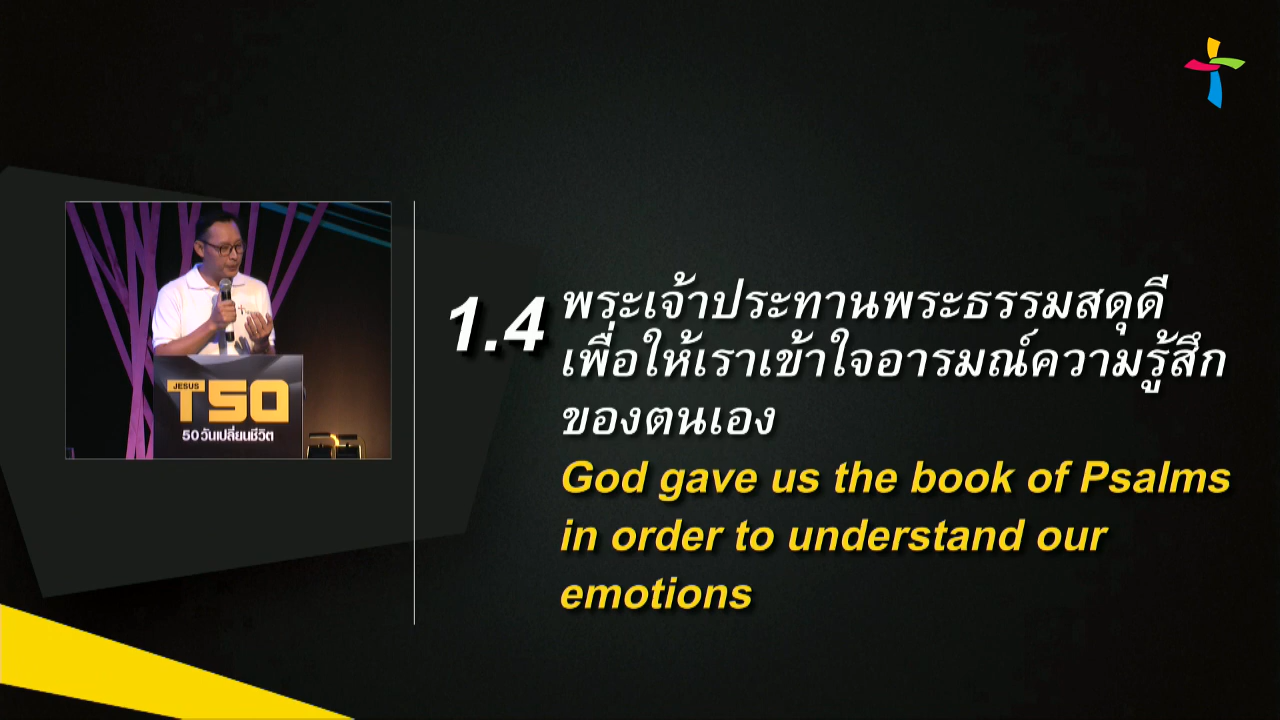 JESUS
T50
50 วันเปลี่ยนชีวิต
1.4
พระเจ้าประทานพระธรรมสดุดี
เพื่อให้เราเข้าใจอารมณ์ความรู้สึก
ของตนเอง
God gave us the book of Psalms
in order to understand our
emotions